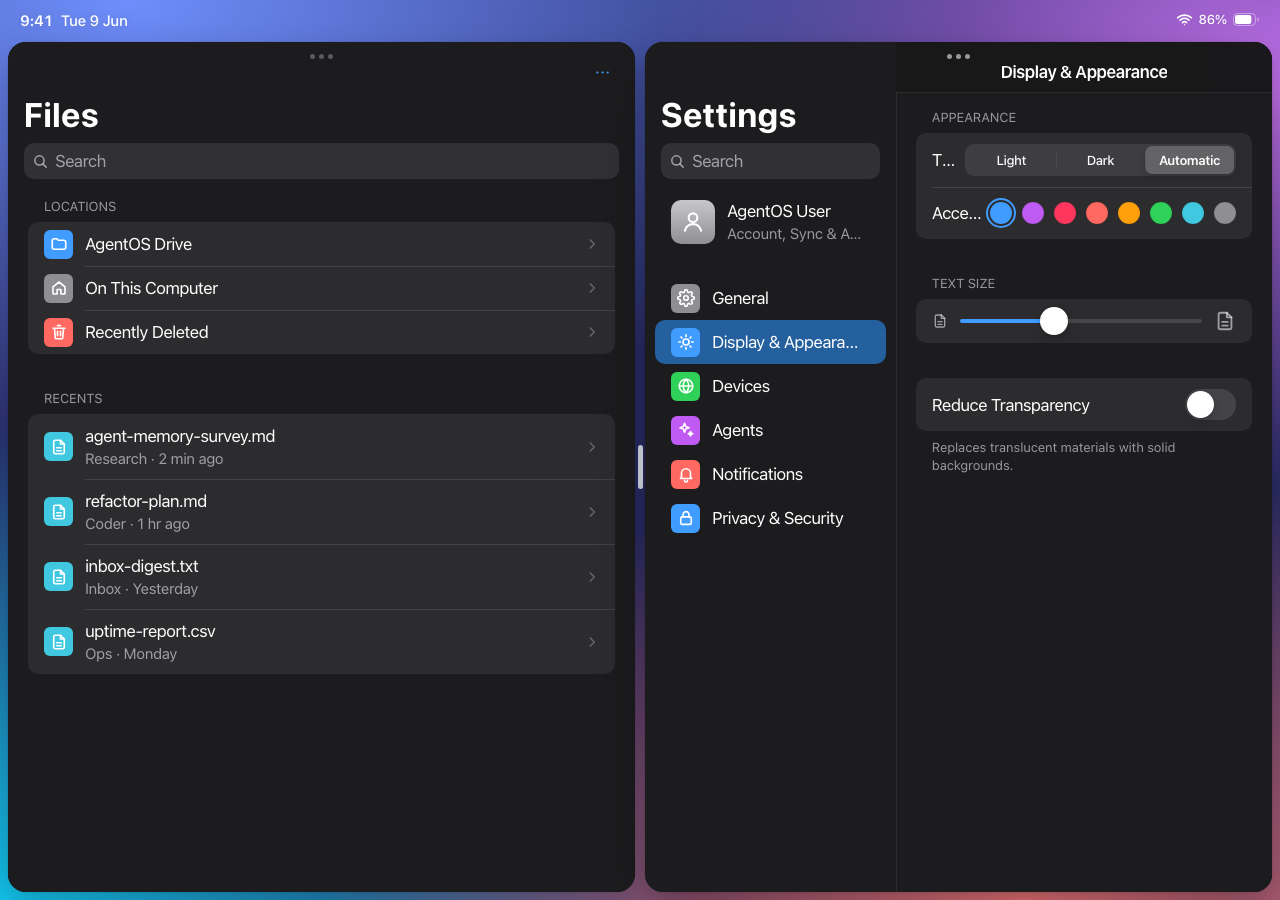 9:41 Tue 9 Jun
86%
Files
Search
LOCATIONS
AgentOS Drive
On This Computer
Recently Deleted
RECENTS
agent-memory-survey.md
Research · 2 min ago
refactor-plan.md
Coder · 1 hr ago
inbox-digest.txt
Inbox · Yesterday
uptime-report.csv
Ops · Monday
Settings
Search
AgentOS User
Account, Sync & A...
General
Display & Appeara...
Devices
Agents
Notifications
Privacy & Security
Display & Appearance
APPEARANCE
T... Light Dark Automatic
Acce...
TEXT SIZE
Reduce Transparency
Replaces translucent materials with solid
backgrounds.